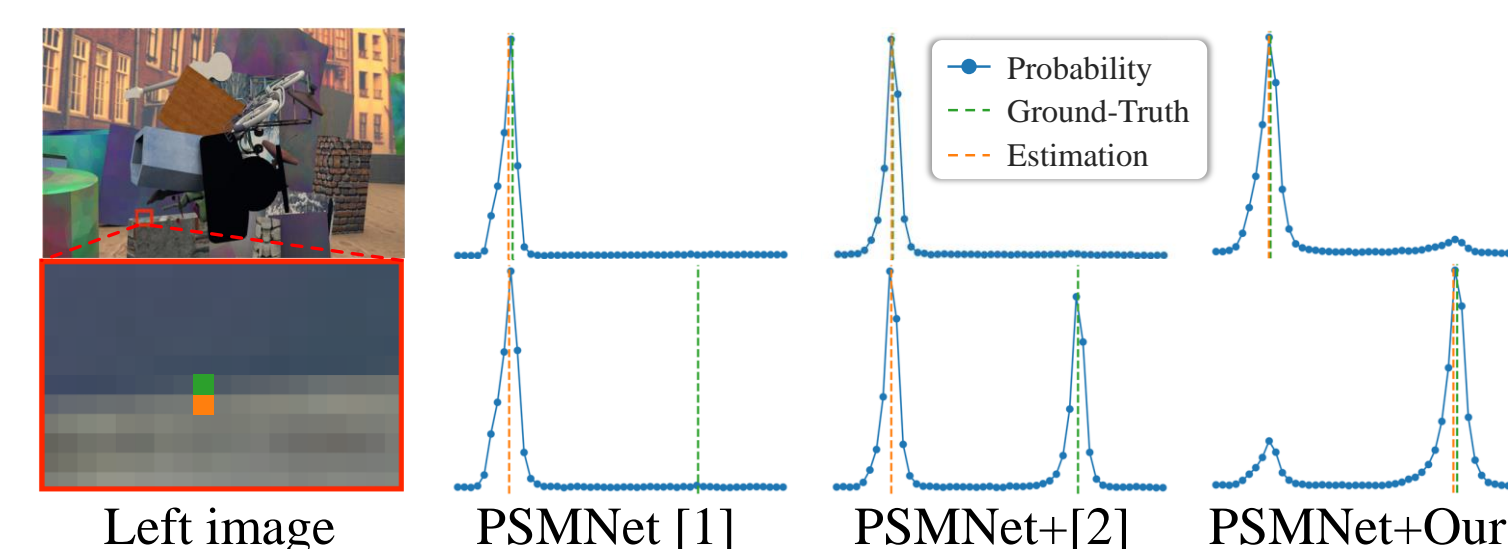 Probability
Ground-Truth
Estimation
Left image
PSMNet [1]
PSMNet+[2]
PSMNet+Our